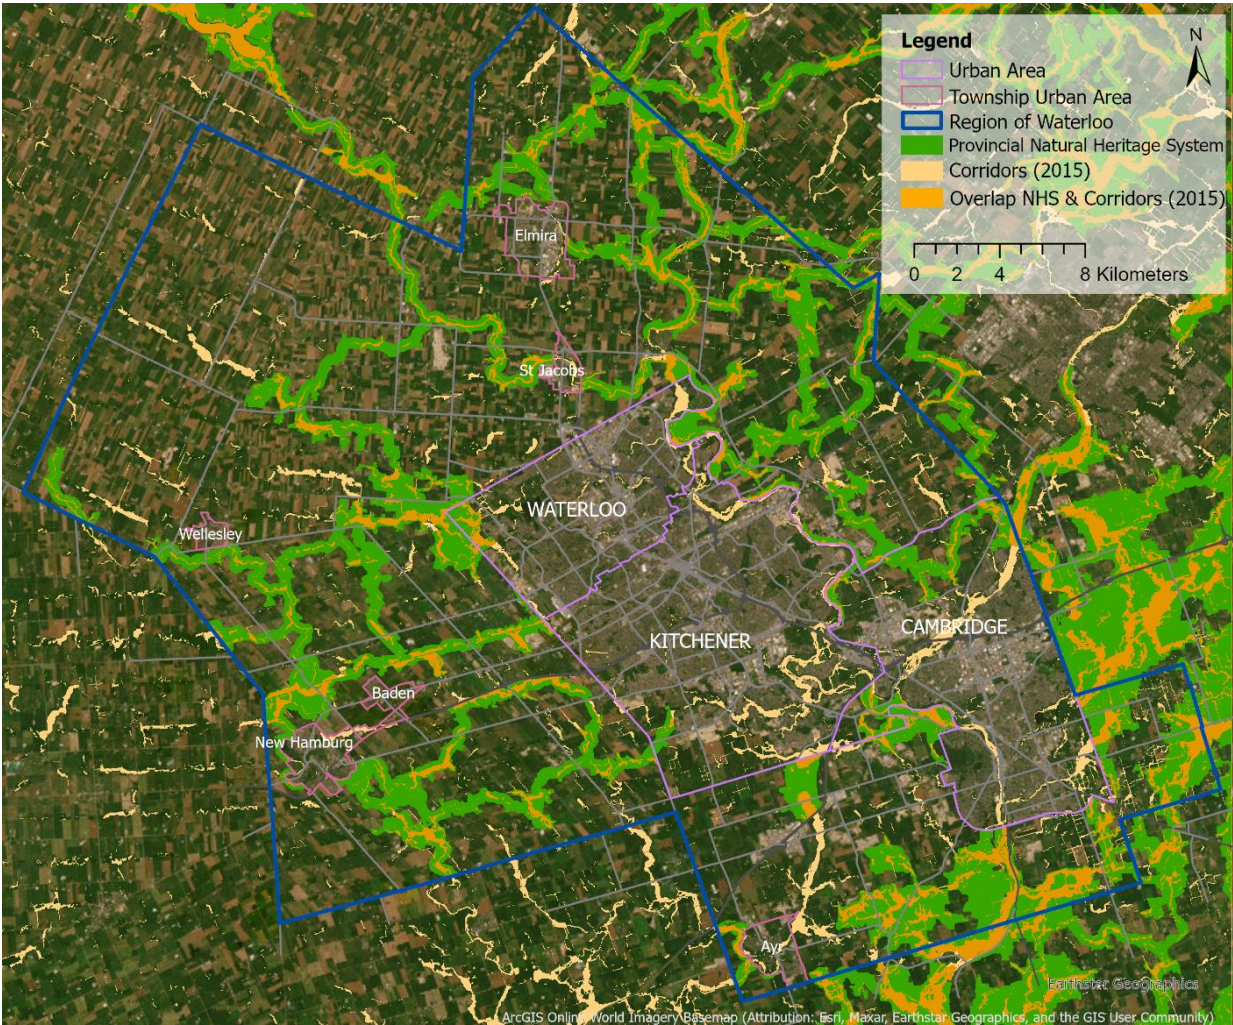 Legend
N
Urban Area
Township Urban Area
Region of Waterloo
Provincial Natural Heritage System
Corridors (2015)
Overlap NHS & Corridors (2015)
0 2 4 8 Kilometers
Elmira
St Jacobs
WATERLOO
Wellesley
CAMBRIDGE
KITCHENER
Baden
New Hamburg
Ayr
Earthstar Geographics
ArcGIS Online World Imagery Basemap (Attribution: Esri, Maxar, Earthstar Geographics, and the GIS User Community)